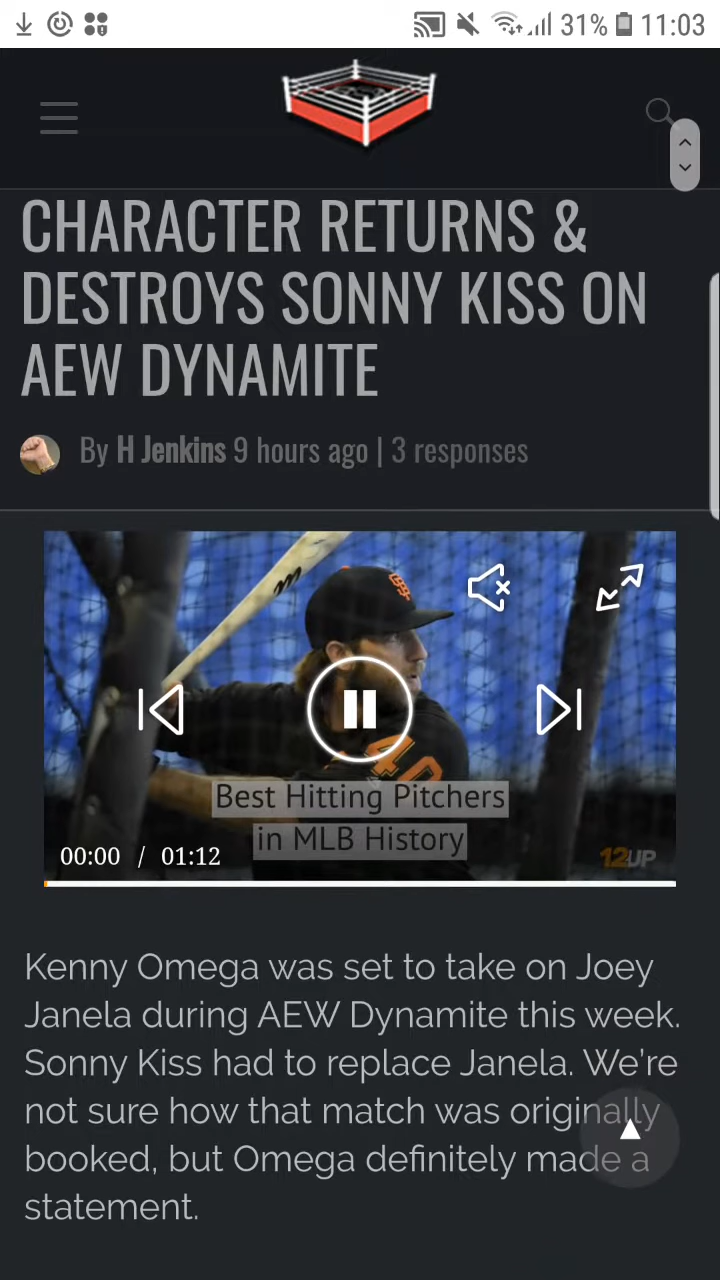 31% 11:03
CHARACTER RETURNS &
DESTROYS SONNY KISS ON
AEW DYNAMITE
By H Jenkins 9 hours ago | 3 responses
40
Best Hitting Pitchers
in MLB History
00:00 / 01:12
12UP
Kenny Omega was set to take on Joey
Janela during AEW Dynamite this week.
Sonny Kiss had to replace Janela. We're
not sure how that match was originally
booked, but Omega definitely made a
statement.